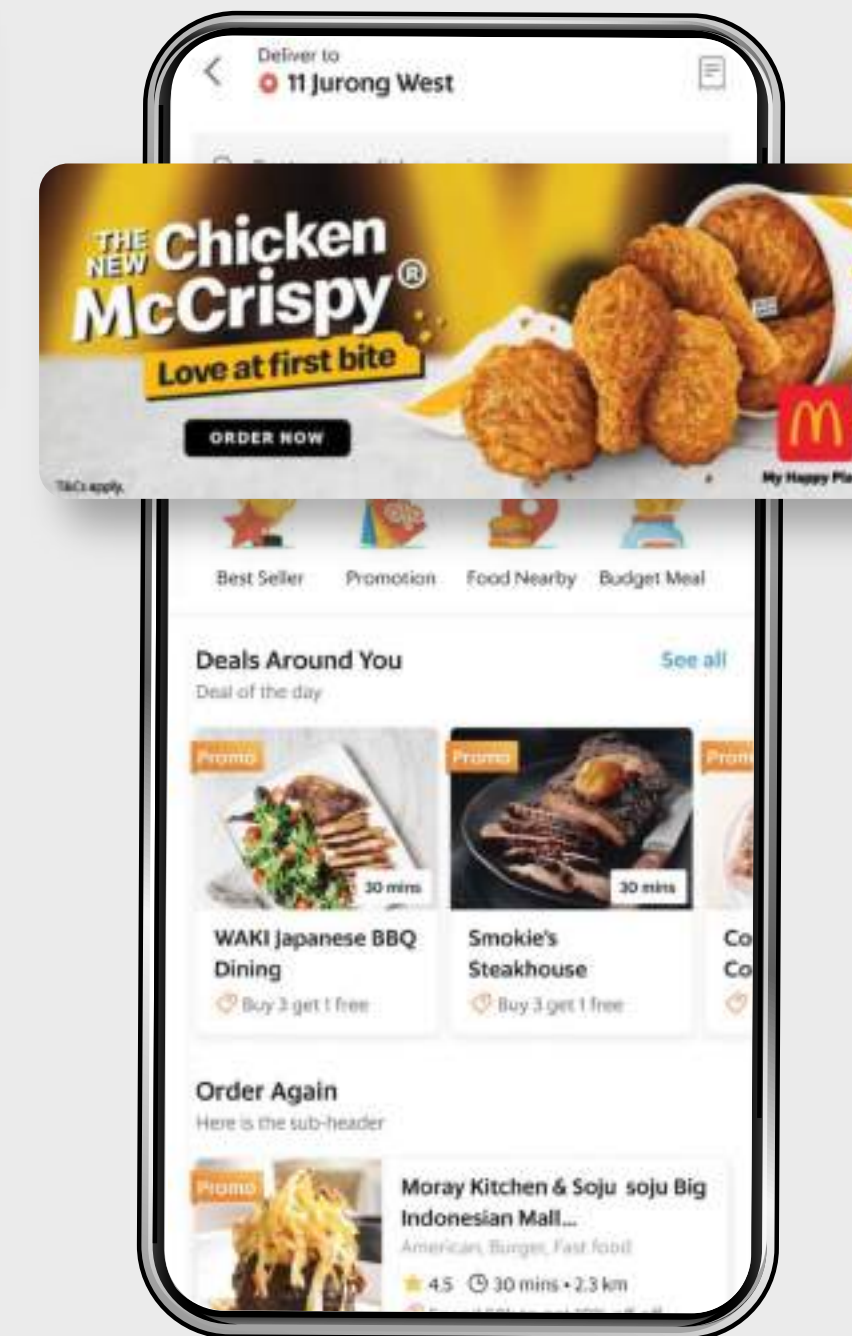 Deliver to
11 Jurong West
THE
NEW
Chicken
McCrispy®
Love at first bite
ORDER NOW
T&Cs apply.
My Happy
Best Seller
Promotion
Food Nearby
Budget Meal
Deals Around You
See all
Deal of the day
Promo
Promo
30 mins
30 mins
WAKI Japanese BBQ
Dining
Buy 3 get 1 free
Smokie's
Steakhouse
Buy 3 get 1 free
Co
Co
Order Again
Here is the sub-header
Promo
Moray Kitchen & Soju soju Big
Indonesian Mall...
American, Burger, Fast food
4.5 30 mins • 2.3 km